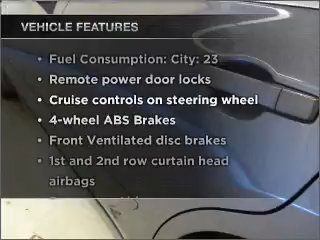 VEHICLE FEATURES
• Fuel Consumption: City: 23
• Remote power door locks
• Cruise controls on steering wheel
• 4-wheel ABS Brakes
• Front Ventilated disc brakes
• 1st and 2nd row curtain head
airbags